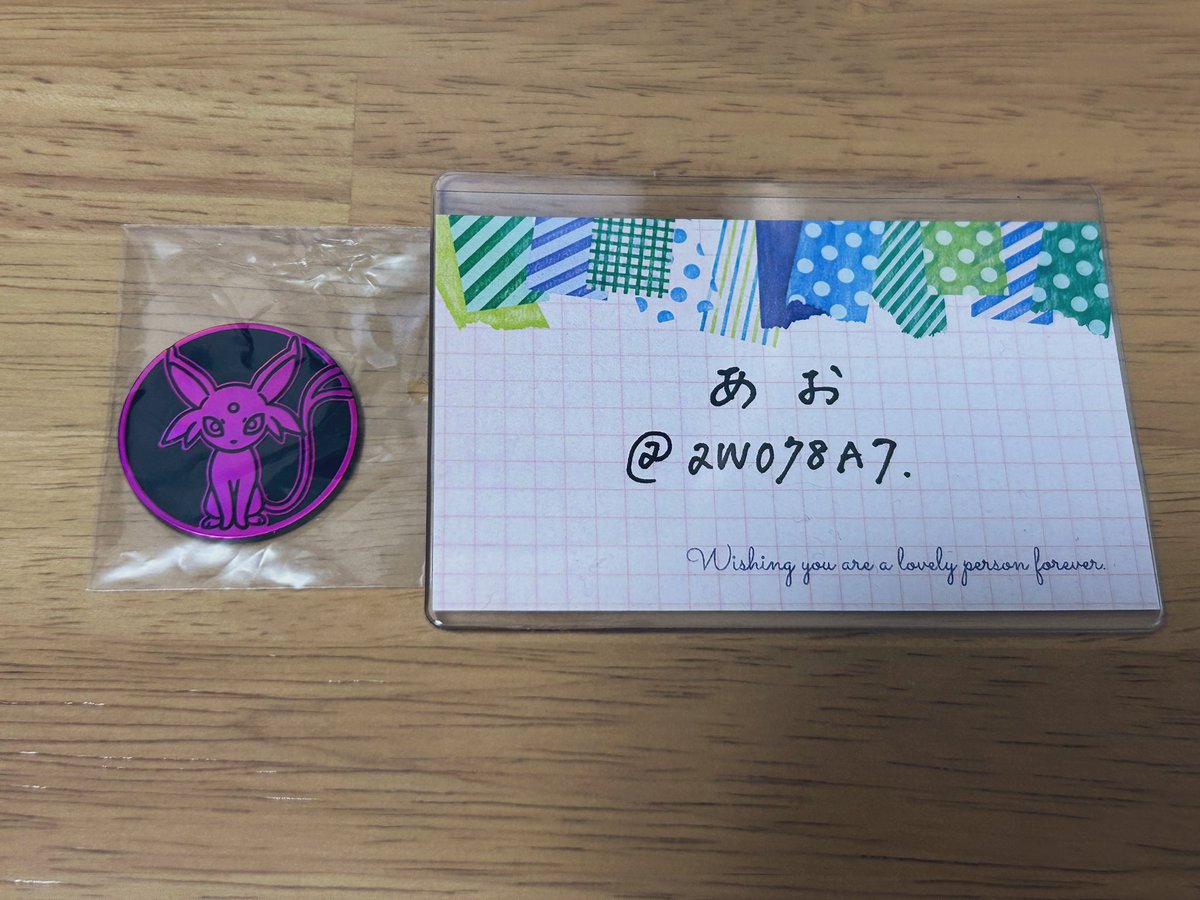 あお
@2W078A7.
Wishing you are a lovely person forever.